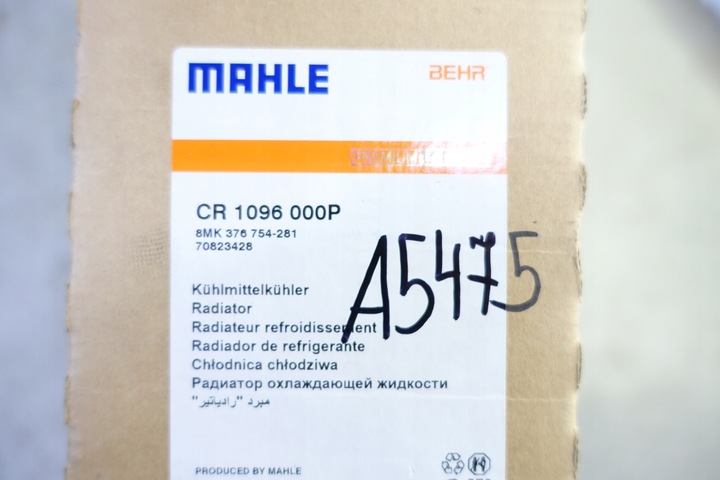 MAHLE BEHR
CR 1096 000P
8MK 376 754-281
70823428
A5475
Kühlmittelkühler
Radiator
Radiateur refroidissement
Radiador de refrigerante
Chłodnica chłodziwa
Радиатор охлаждающей жидкости
مبرد "رادياتير"
PRODUCED BY MAHLE